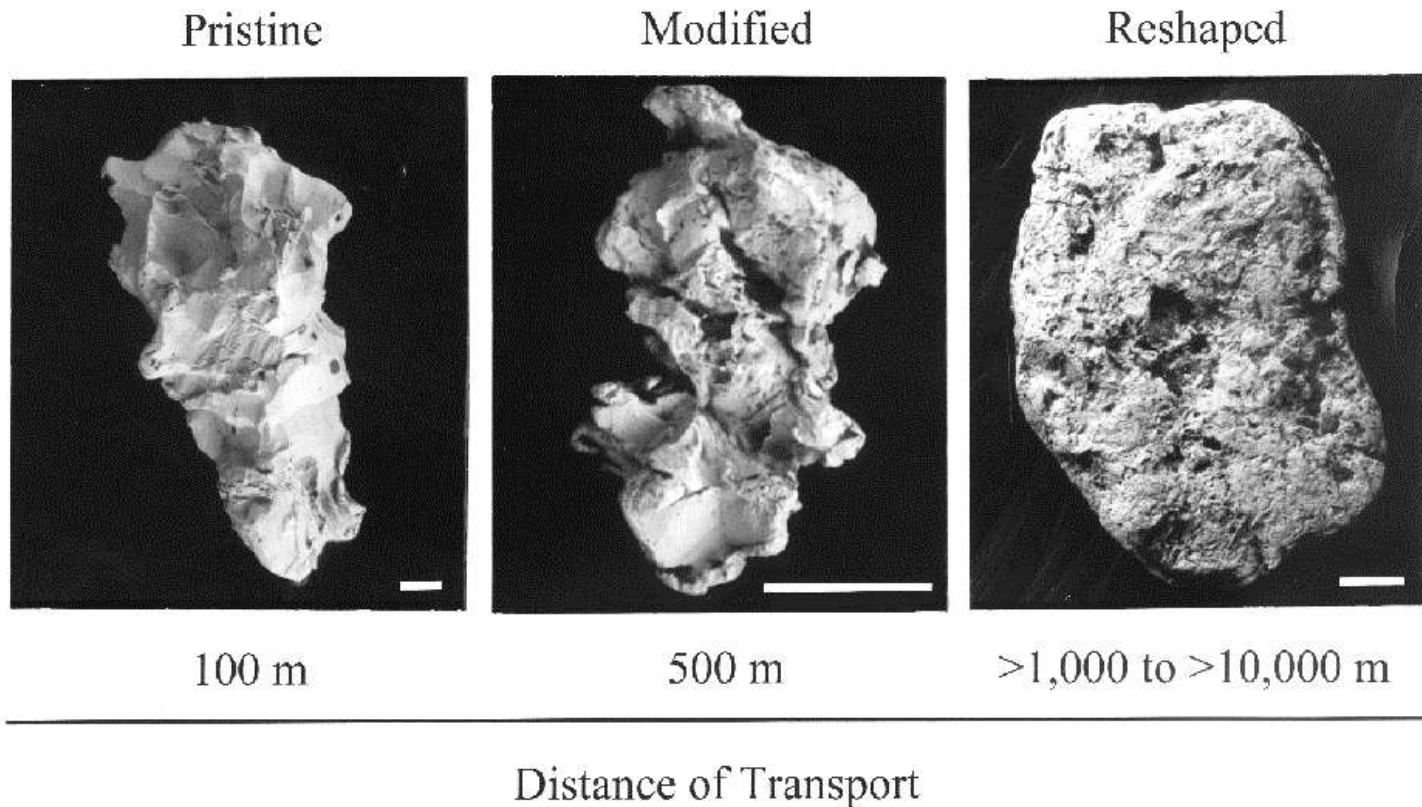 Pristine Modified Reshaped
100 m 500 m >1,000 to >10,000 m
Distance of Transport